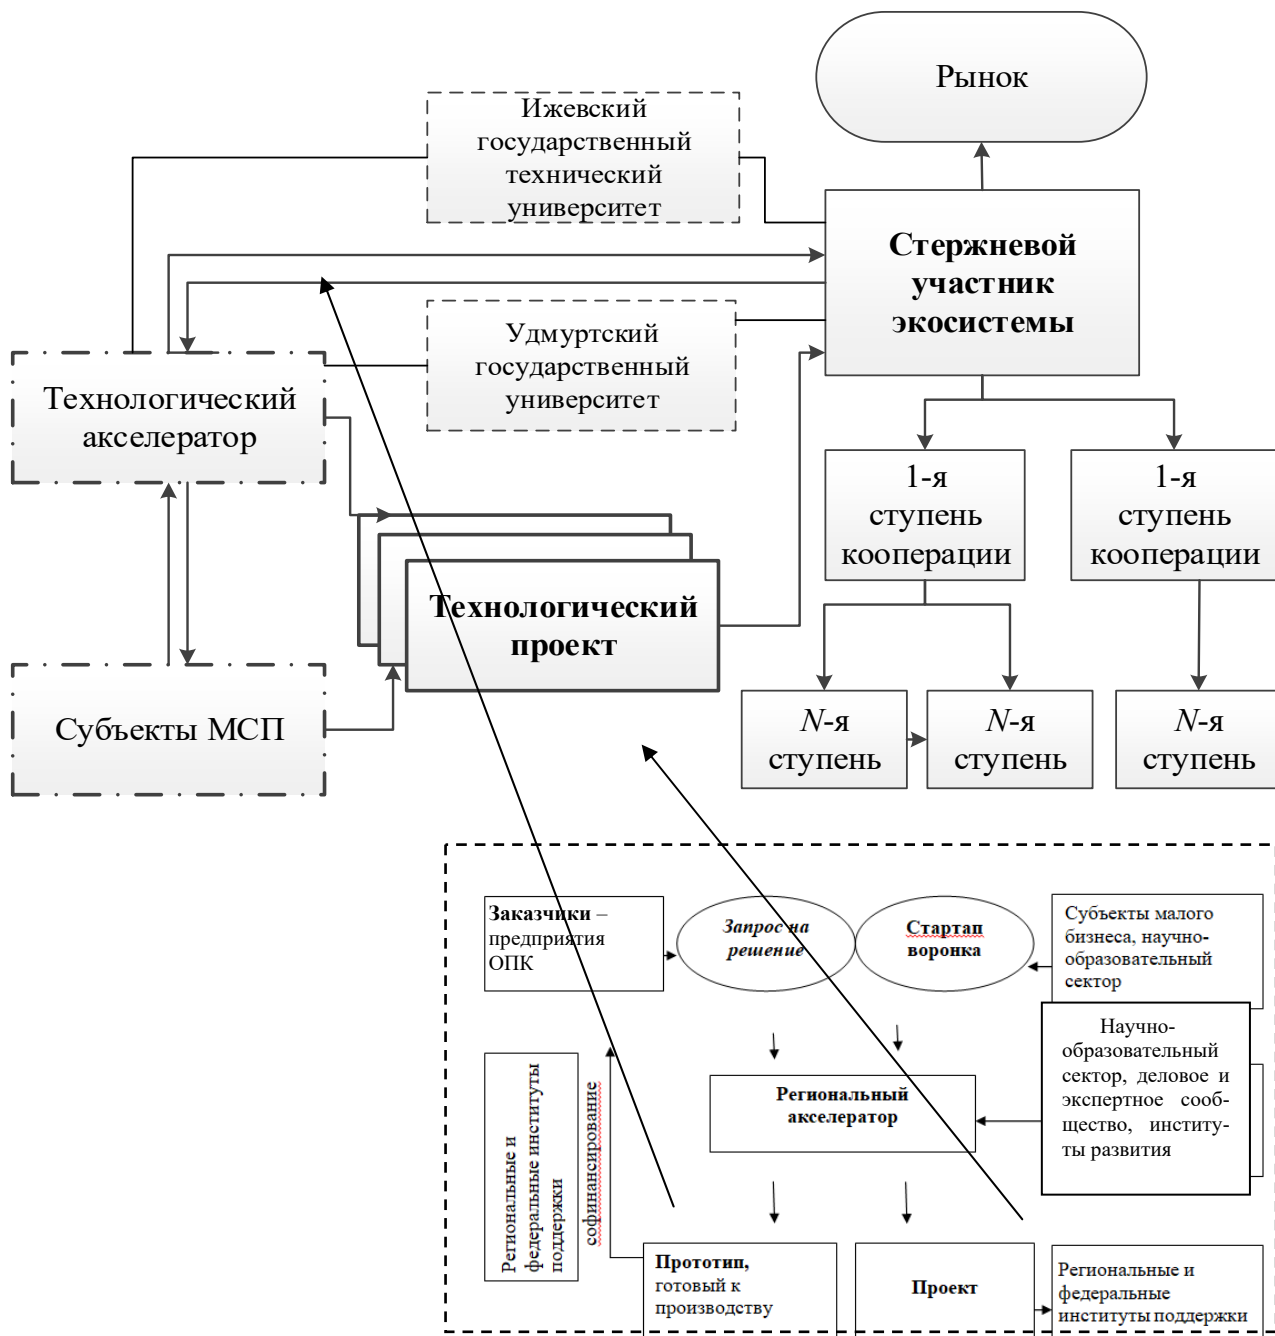 Рынок
Ижевский
государственный
технический
университет
Стержневой
участник
экосистемы
Удмуртский
государственный
университет
Технологический
акселератор
1-я
ступень
кооперации
1-я
ступень
кооперации
Технологический
проект
Субъекты МСП
N-я
ступень
N-я
ступень
N-я
ступень
Заказчики –
предприятия
ОПК
Запрос на
решение
Стартап
воронка
Субъекты малого
бизнеса, научно-
образовательный
сектор
Научно-
образовательный
сектор, деловое и
экспертное сооб-
щество, институ-
ты развития
Региональные и
федеральные институты
поддержки
софинансирование
Региональный
акселератор
Прототип,
готовый к
производству
Проект
Региональные и
федеральные
институты поддержки